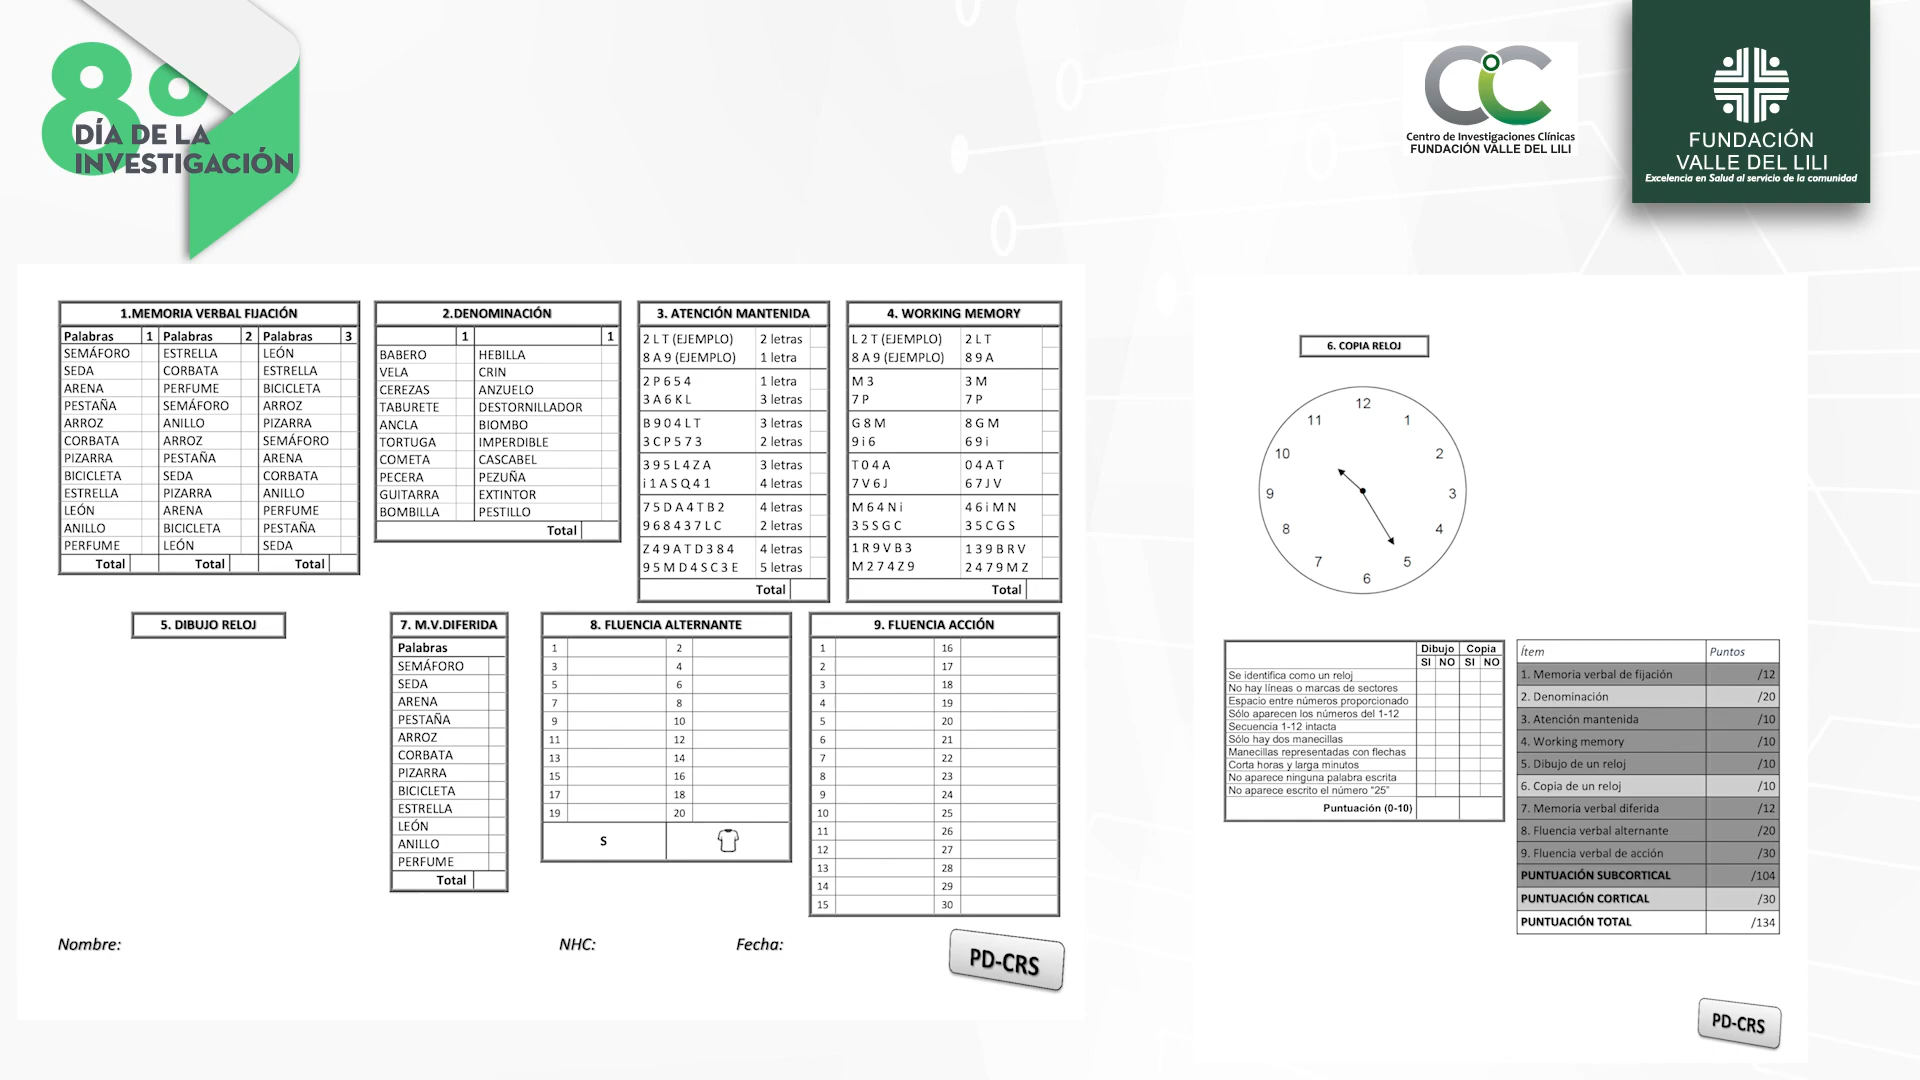 8°
DÍA DE LA
INVESTIGACIÓN
CiC
Centro de Investigaciones Clínicas
FUNDACIÓN VALLE DEL LILI
FUNDACIÓN
VALLE DEL LILI
Excelencia en Salud al servicio de la comunidad
1.MEMORIA VERBAL FIJACIÓN
Palabras 1 Palabras 2 Palabras 3
SEMÁFORO ESTRELLA LEÓN
SEDA CORBATA ESTRELLA
ARENA PERFUME BICICLETA
PESTAÑA SEMÁFORO ARROZ
ARROZ ANILLO PIZARRA
CORBATA ARROZ SEMÁFORO
PIZARRA PESTAÑA ARENA
BICICLETA SEDA CORBATA
ESTRELLA PIZARRA ANILLO
LEÓN ARENA PERFUME
ANILLO BICICLETA PESTAÑA
PERFUME LEÓN SEDA
Total Total Total
2.DENOMINACIÓN
1 1
BABERO HEBILLA
VELA CRIN
CEREZAS ANZUELO
TABURETE DESTORNILLADOR
ANCLA BIOMBO
TORTUGA IMPERDIBLE
COMETA CASCABEL
PECERA PEZUÑA
GUITARRA EXTINTOR
BOMBILLA PESTILLO
Total
3. ATENCIÓN MANTENIDA
2 L T (EJEMPLO) 2 letras
8 A 9 (EJEMPLO) 1 letra
2 P 6 5 4 1 letra
3 A 6 K L 3 letras
B 9 0 4 L T 3 letras
3 C P 5 7 3 2 letras
3 9 5 L 4 Z A 3 letras
i 1 A S Q 4 1 4 letras
7 5 D A 4 T B 2 4 letras
9 6 8 4 3 7 L C 2 letras
Z 4 9 A T D 3 8 4 4 letras
9 5 M D 4 S C 3 E 5 letras
Total
4. WORKING MEMORY
L 2 T (EJEMPLO) 2 L T
8 A 9 (EJEMPLO) 8 9 A
M 3 3 M
7 P 7 P
G 8 M 8 G M
9 i 6 6 9 i
T 0 4 A 0 4 A T
7 V 6 J 6 7 J V
M 6 4 N i 4 6 i M N
3 5 S G C 3 5 C G S
1 R 9 V B 3 1 3 9 B R V
M 2 7 4 Z 9 2 4 7 9 M Z
Total
5. DIBUJO RELOJ
7. M.V.DIFERIDA
Palabras
SEMÁFORO
SEDA
ARENA
PESTAÑA
ARROZ
CORBATA
PIZARRA
BICICLETA
ESTRELLA
LEÓN
ANILLO
PERFUME
Total
8. FLUENCIA ALTERNANTE
1 2
3 4
5 6
7 8
9 10
11 12
13 14
15 16
17 18
19 20
S
9. FLUENCIA ACCIÓN
1 16
2 17
3 18
4 19
5 20
6 21
7 22
8 23
9 24
10 25
11 26
12 27
13 28
14 29
15 30
Nombre: NHC: Fecha:
PD-CRS
6. COPIA RELOJ
12
11 1
10 2
9 3
8 4
7 5
6
Dibujo Copia
SI NO SI NO
Se identifica como un reloj
No hay líneas o marcas de sectores
Espacio entre números proporcionado
Sólo aparecen los números del 1-12
Secuencia 1-12 intacta
Sólo hay dos manecillas
Manecillas representadas con flechas
Corta horas y larga minutos
No aparece ninguna palabra escrita
No aparece escrito el número "25"
Puntuación (0-10)
Ítem Puntos
1. Memoria verbal de fijación /12
2. Denominación /20
3. Atención mantenida /10
4. Working memory /10
5. Dibujo de un reloj /10
6. Copia de un reloj /10
7. Memoria verbal diferida /12
8. Fluencia verbal alternante /20
9. Fluencia verbal de acción /30
PUNTUACIÓN SUBCORTICAL /104
PUNTUACIÓN CORTICAL /30
PUNTUACIÓN TOTAL /134
PD-CRS